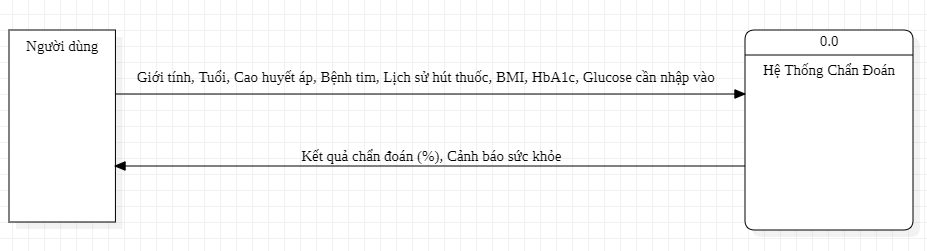 Người dùng
0.0
Hệ Thống Chẩn Đoán
Giới tính, Tuổi, Cao huyết áp, Bệnh tim, Lịch sử hút thuốc, BMI, HbA1c, Glucose cần nhập vào
Kết quả chẩn đoán (%), Cảnh báo sức khỏe